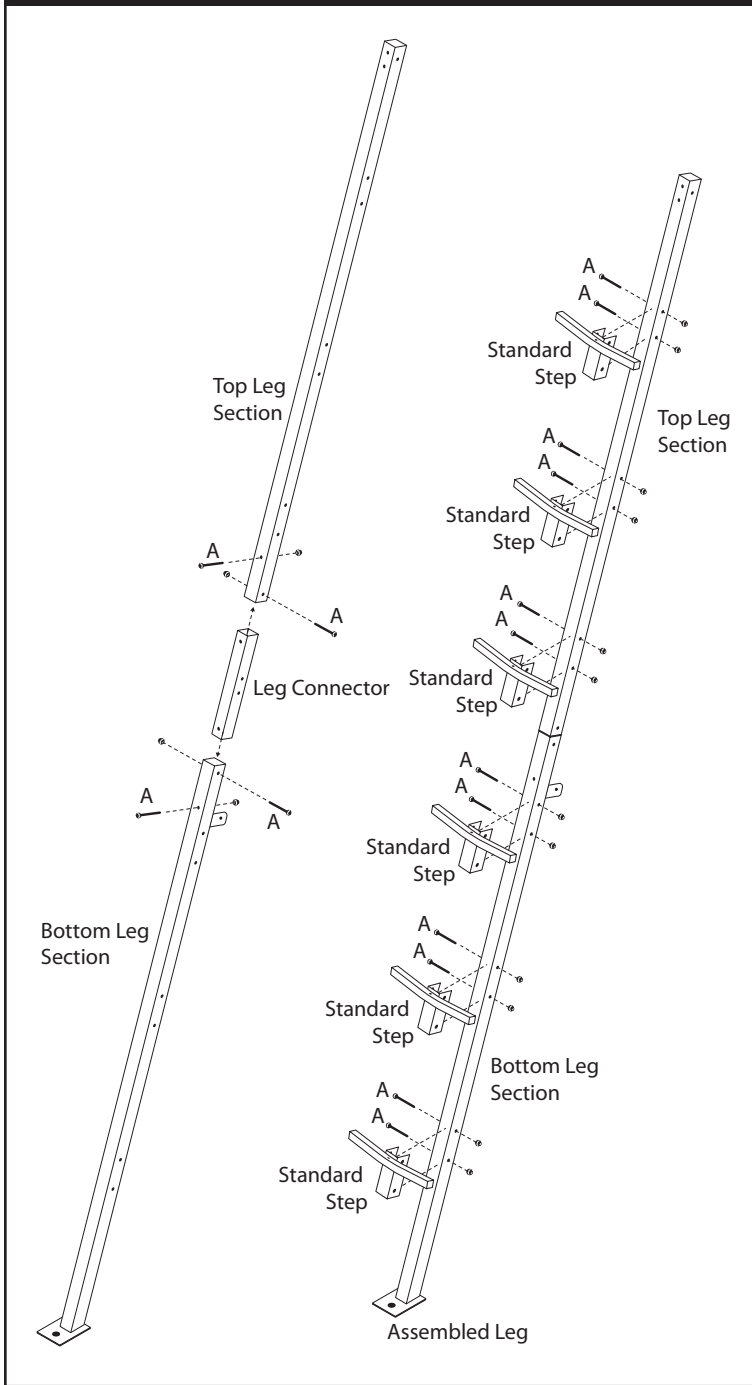 Top Leg
Section
A
A
Leg Connector
A
A
Bottom Leg
Section
A
A
Standard
Step
Top Leg
Section
A
A
Standard
Step
A
A
Standard
Step
A
A
Standard
Step
A
A
Standard
Step
Bottom Leg
Section
A
A
Standard
Step
Assembled Leg